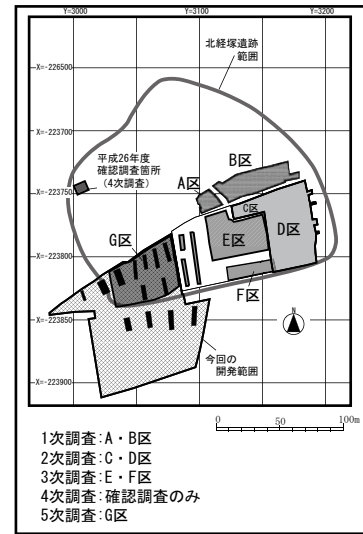 Y=3000 Y=3100 Y=3200
北経塚遺跡
範囲
X=-226500
X=-223700
平成26年度
確認調査箇所
(4次調査)
B区
A区
X=-223750
C区
D区
G区
E区
X=-223800
F区
X=-223850
N
今回の
開発範囲
X=-223900
0 50 100m
1次調査:A・B区
2次調査:C・D区
3次調査:E・F区
4次調査:確認調査のみ
5次調査:G区